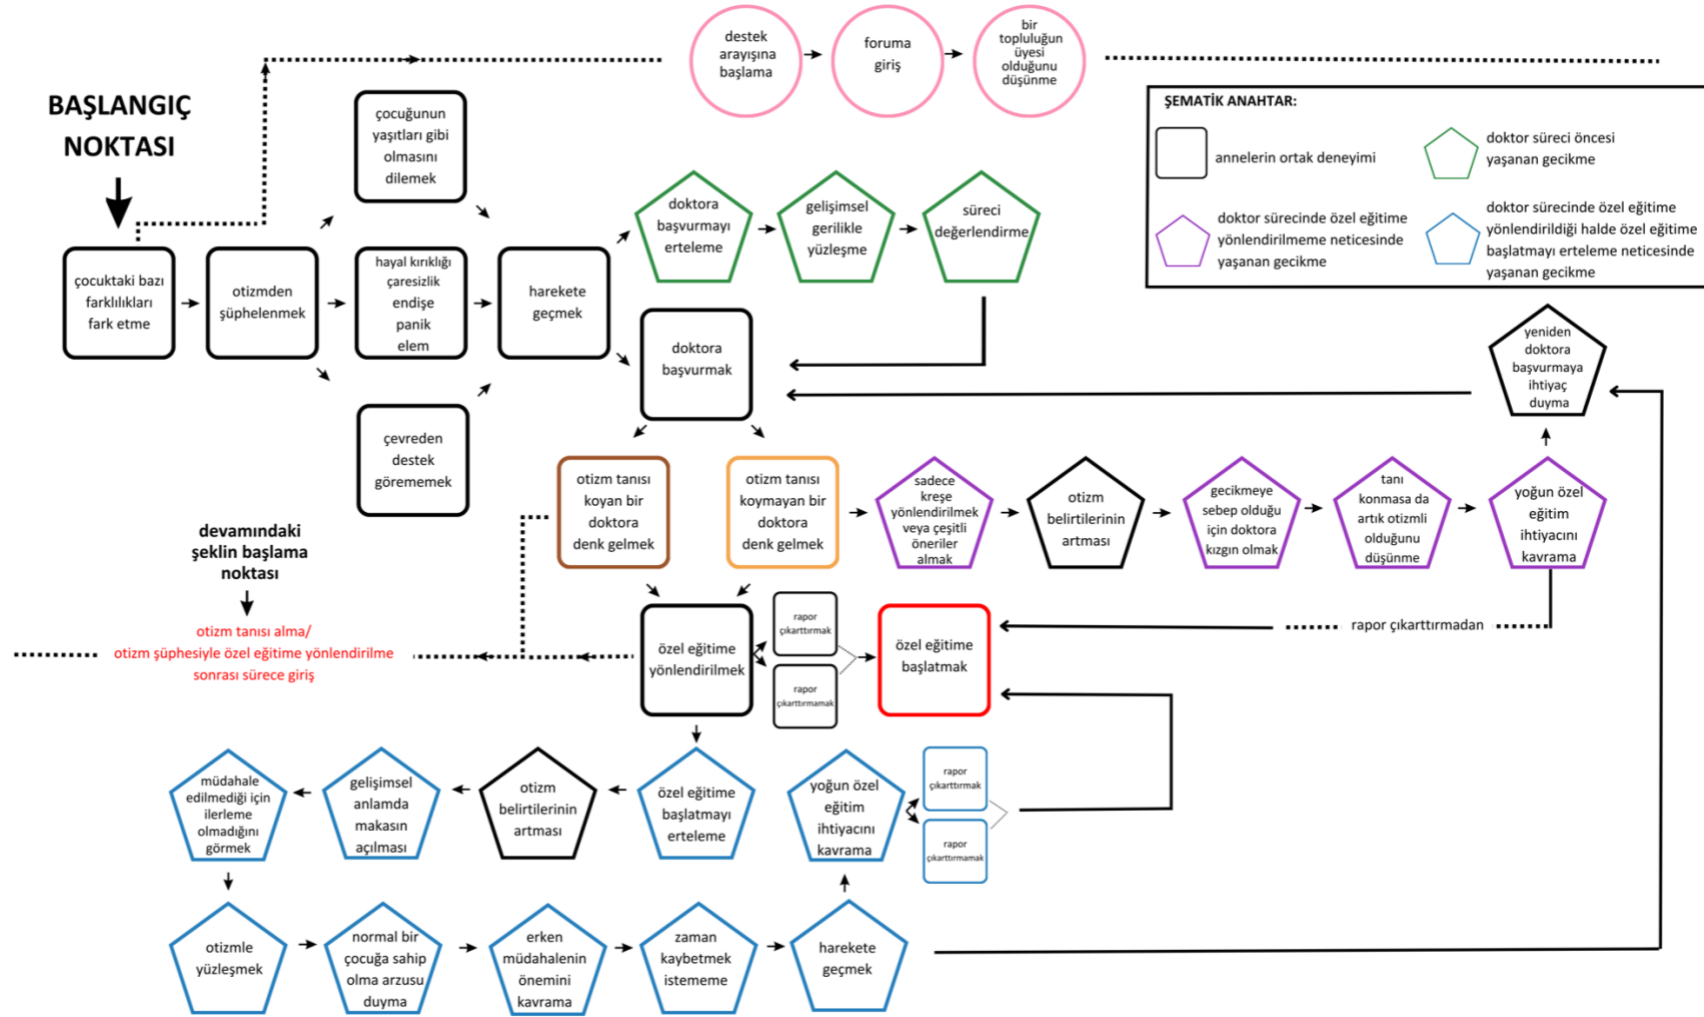 destek
arayışına
başlama
foruma
giriş
bir
topluluğun
üyesi
olduğunu
düşünme
BAŞLANGIÇ
NOKTASI
ŞEMATİK ANAHTAR:
annelerin ortak deneyimi
doktor süreci öncesi
yaşanan gecikme
doktor sürecinde özel eğitime
yönlendirilmeme neticesinde
yaşanan gecikme
doktor sürecinde özel eğitime
yönlendirildiği halde özel eğitime
başlatmayı erteleme neticesinde
yaşanan gecikme
çocuğunun
yaşıtları gibi
olmasını
dilemek
çocuktaki bazı
farklılıkları
fark etme
otizmden
şüphelenmek
hayal kırıklığı
çaresizlik
endişe
panik
elem
harekete
geçmek
çevreden
destek
görememek
doktora
başvurmayı
erteleme
gelişimsel
gerilikle
yüzleşme
süreci
değerlendirme
doktora
başvurmak
yeniden
doktora
başvurmaya
ihtiyaç
duyma
otizm tanısı
koyan bir
doktora
denk gelmek
otizm tanısı
koymayan bir
doktora
denk gelmek
sadece
kreşe
yönlendirilmek
veya çeşitli
öneriler
almak
otizm
belirtilerinin
artması
gecikmeye
sebep olduğu
için doktora
kızgın olmak
tanı
konmasa da
artık otizmli
olduğunu
düşünme
yoğun özel
eğitim
ihtiyacını
kavrama
devamındaki
şeklin başlama
noktası
otizm tanısı alma/
otizm şüphesiyle özel eğitime yönlendirilme
sonrası sürece giriş
özel eğitime
yönlendirilmek
rapor
çıkarttırmak
rapor
çıkarttırmamak
özel eğitime
başlatmak
rapor çıkarttırmadan
müdahale
edilmediği için
ilerleme
olmadığını
görmek
gelişimsel
anlamda
makasın
açılması
otizm
belirtilerinin
artması
özel eğitime
başlatmayı
erteleme
yoğun özel
eğitim
ihtiyacını
kavrama
rapor
çıkarttırmak
rapor
çıkarttırmamak
otizmle
yüzleşmek
normal bir
çocuğa sahip
olma arzusu
duyma
erken
müdahalenin
önemini
kavrama
zaman
kaybetmek
istememe
harekete
geçmek